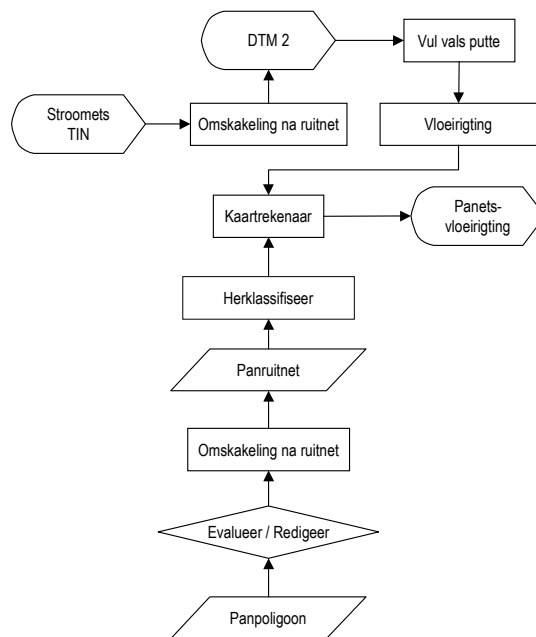 DTM 2
Vul vals putte
Stroomets
TIN
Omskakeling na ruitnet
Vloeirigting
Kaartrekenaar
Panets-
vloeirigting
Herklassifiseer
Panruitnet
Omskakeling na ruitnet
Evalueer / Redigeer
Panpoligoon